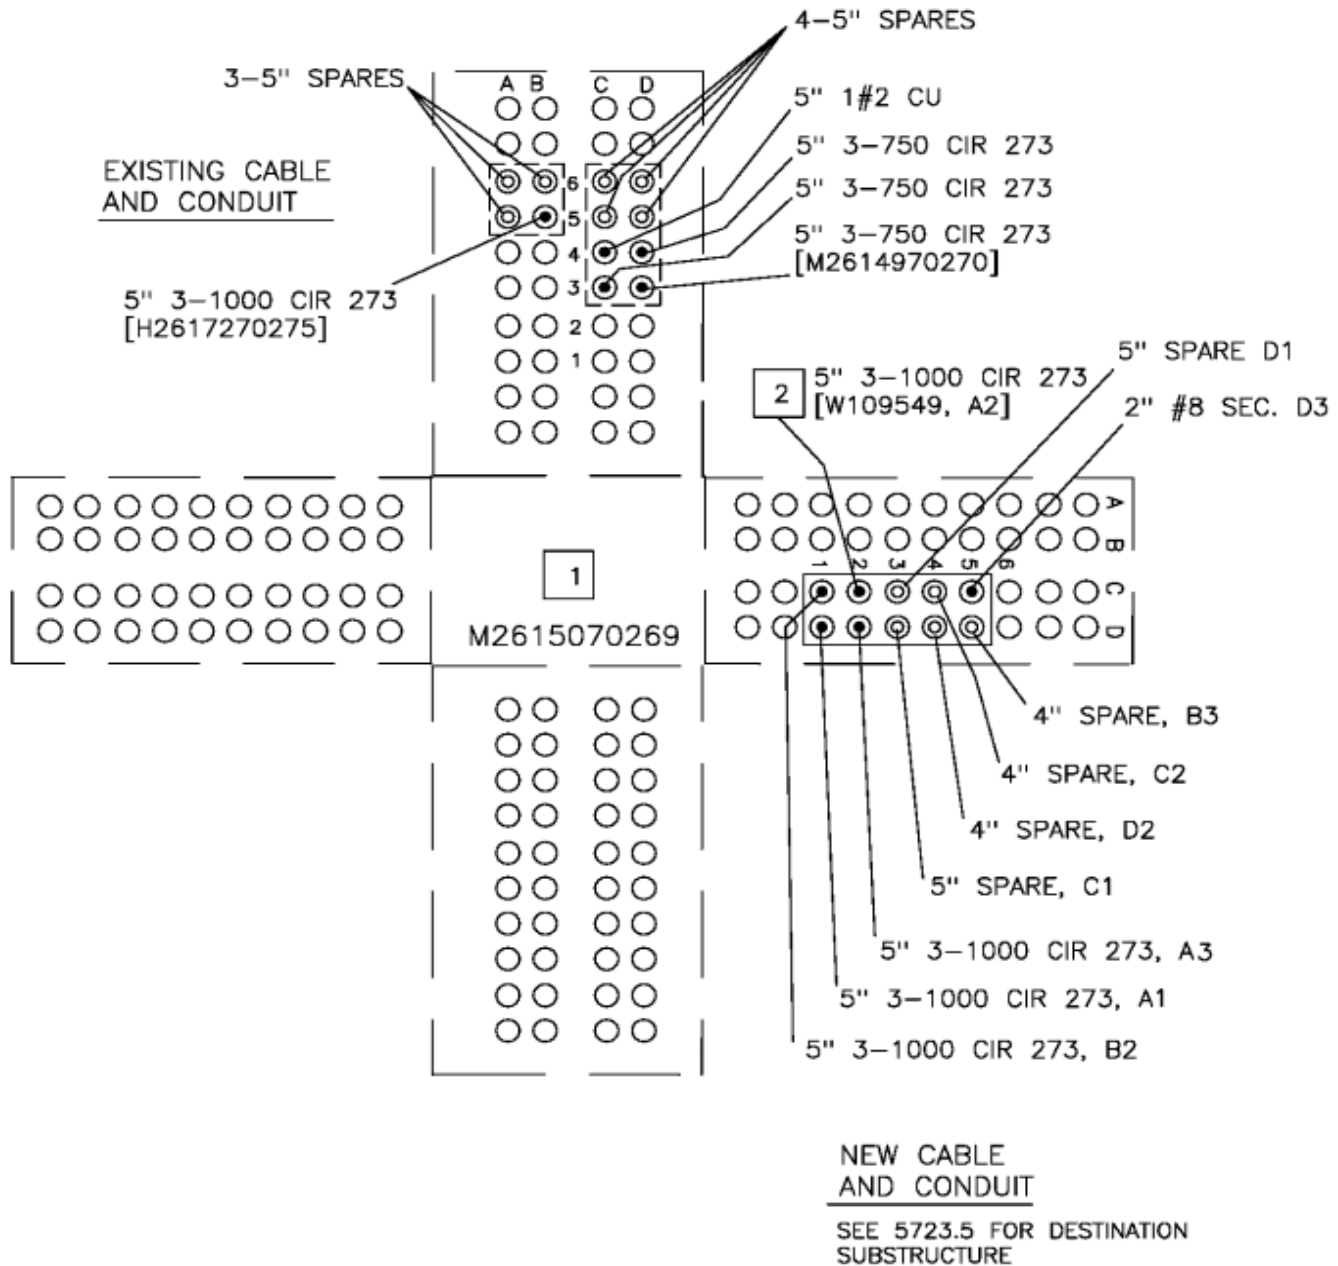 4-5" SPARES
3-5" SPARES
A B C D
5" 1#2 CU
5" 3-750 CIR 273
EXISTING CABLE
AND CONDUIT
6
5" 3-750 CIR 273
5
5" 3-750 CIR 273
[M2614970270]
4
3
5" 3-1000 CIR 273
[H2617270275]
2
1
5" SPARE D1
2
5" 3-1000 CIR 273
[W109549, A2]
2" #8 SEC. D3
A
B
1 2 3 4 5 6
C
D
1
M2615070269
4" SPARE, B3
4" SPARE, C2
4" SPARE, D2
5" SPARE, C1
5" 3-1000 CIR 273, A3
5" 3-1000 CIR 273, A1
5" 3-1000 CIR 273, B2
NEW CABLE
AND CONDUIT
SEE 5723.5 FOR DESTINATION
SUBSTRUCTURE